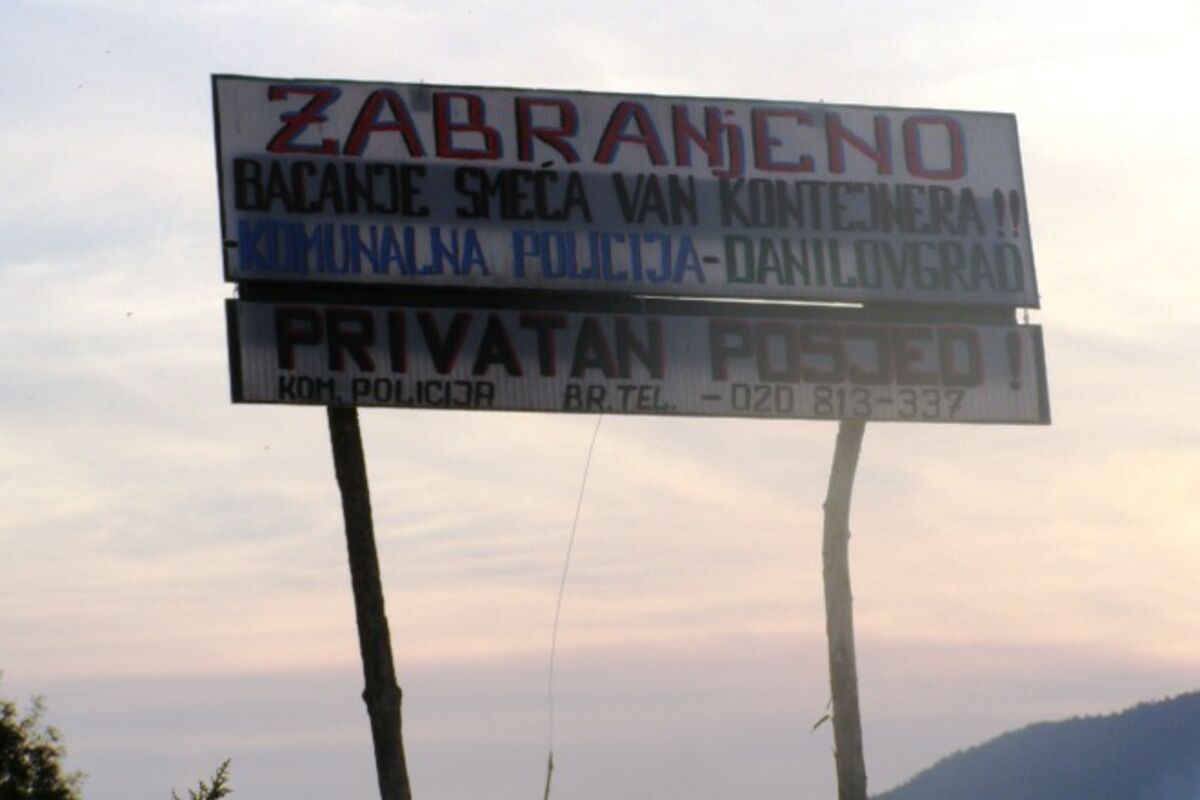 ZABRANjENO
BACANJE SMEĆA VAN KONTEJNERA!!
-KOMUNALNA POLICIJA-DANILOVGRAD
PRIVATAN POSJED!
KOM. POLICIJA BR.TEL. -020 813-337